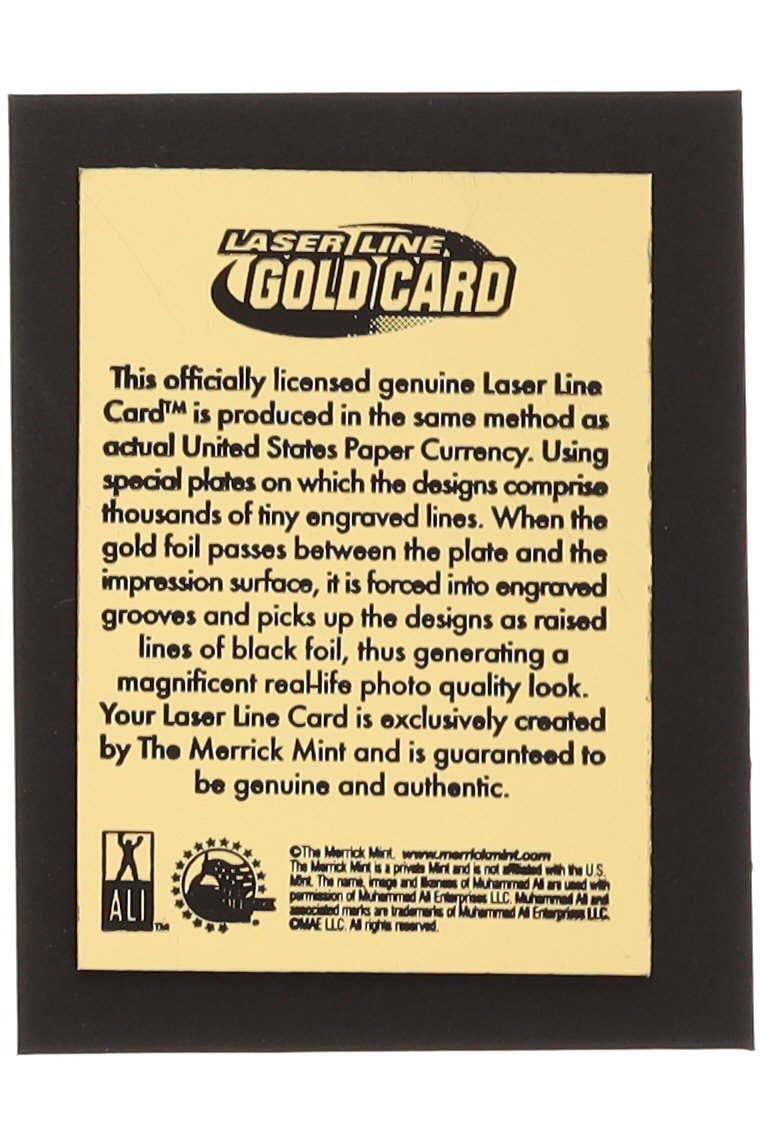 LASER LINE
GOLD CARD
This officially licensed genuine Laser Line
Card™ is produced in the same method as
actual United States Paper Currency. Using
special plates on which the designs comprise
thousands of tiny engraved lines. When the
gold foil passes between the plate and the
impression surface, it is forced into engraved
grooves and picks up the designs as raised
lines of black foil, thus generating a
magnificent real-life photo quality look.
Your Laser Line Card is exclusively created
by The Merrick Mint and is guaranteed to
be genuine and authentic.
ALI™
©The Merrick Mint. www.merrickmint.com
The Merrick Mint is a private Mint and is not affiliated with the U.S.
Mint. The name, image and likeness of Muhammad Ali are used with
permission of Muhammad Ali Enterprises LLC. Muhammad Ali and
associated marks are trademarks of Muhammad Ali Enterprises LLC.
©MAE LLC. All rights reserved.